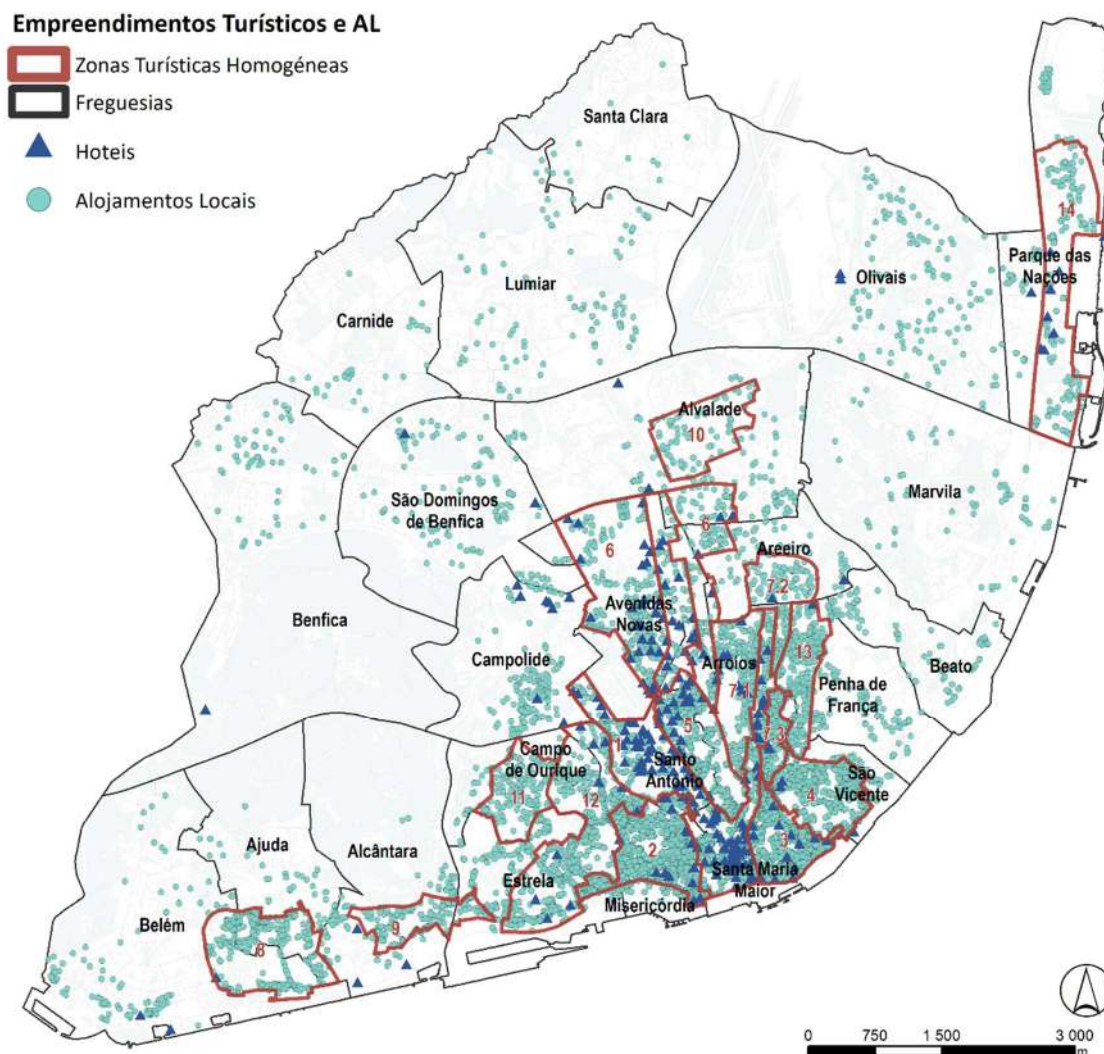 Empreendimentos Turísticos e AL
Zonas Turísticas Homogéneas
Freguesias
Hoteis
Alojamentos Locais
Santa Clara
14
Parque das
Nações
Olivais
Lumiar
Carnide
Alvalade
10
Marvila
São Domingos
de Benfica
6
6
Areeiro
7.2
Avenidas
Novas
Benfica
Campolide
Arroios
13
Beato
7.1
Penha de
França
5
Campo
de Ourique
1
Santo
António
São
Vicente
4
11
12
Ajuda
Alcântara
2
3
Santa Maria
Maior
Estrela
Misericórdia
Belém
9
8
0 750 1 500 3 000
m